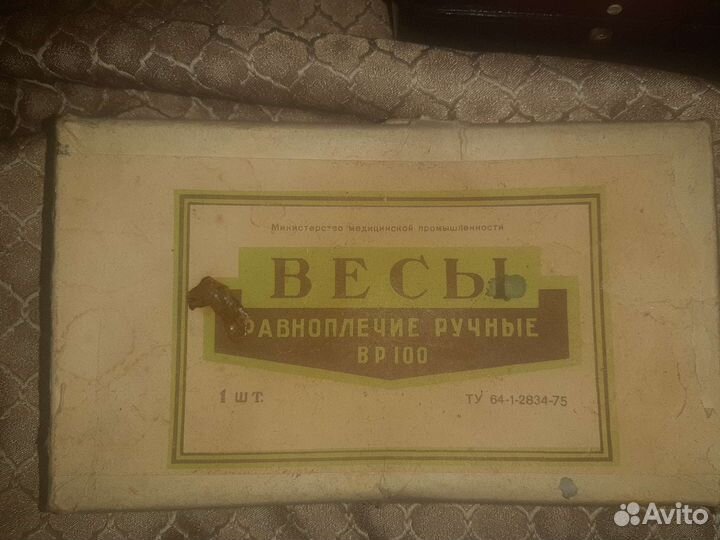 Министерство медицинской промышленности
ВЕСЫ
РАВНОПЛЕЧИЕ РУЧНЫЕ
ВР 100
1 ШТ.
ТУ 64-1-2834-75
Avito